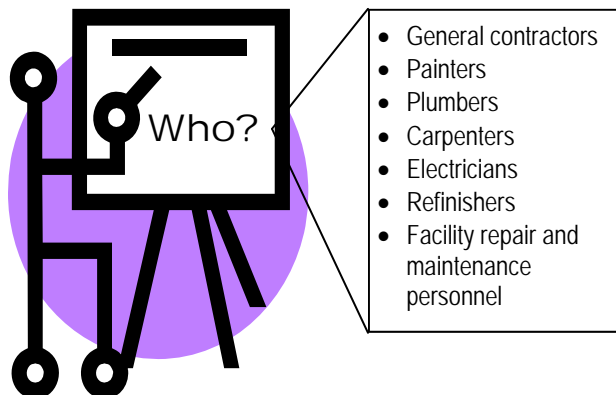 Who?
• General contractors
• Painters
• Plumbers
• Carpenters
• Electricians
• Refinishers
• Facility repair and
maintenance
personnel